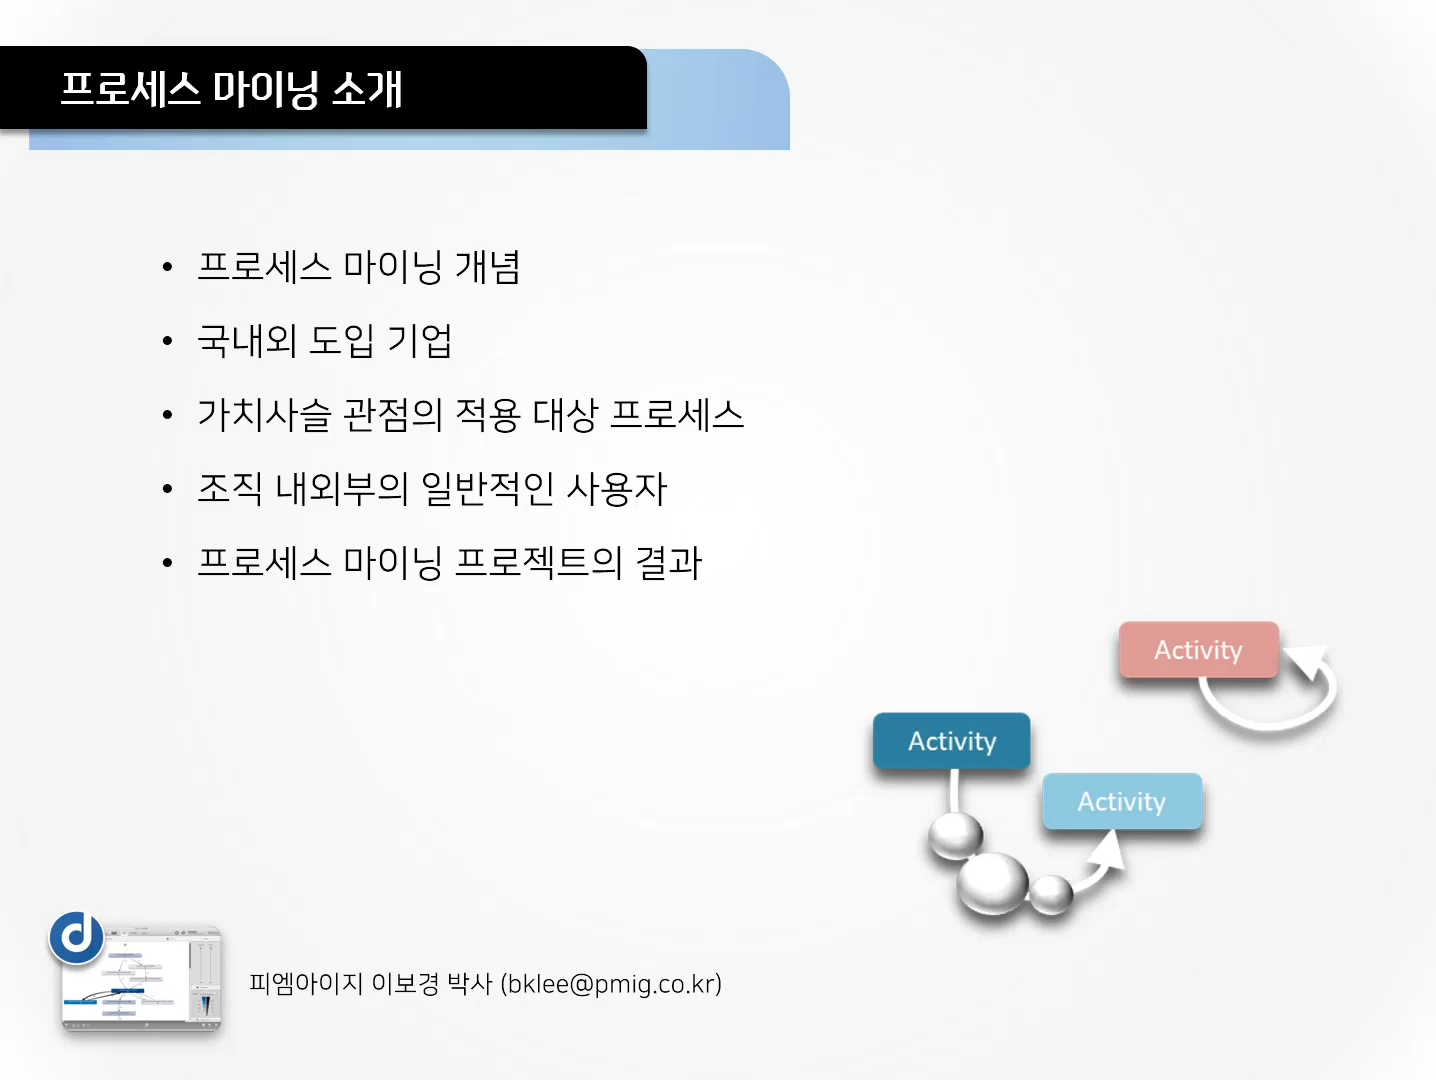 프로세스 마이닝 소개
• 프로세스 마이닝 개념
• 국내외 도입 기업
• 가치사슬 관점의 적용 대상 프로세스
• 조직 내외부의 일반적인 사용자
• 프로세스 마이닝 프로젝트의 결과
Activity
Activity
Activity
d
피엠아이지 이보경 박사 (bklee@pmig.co.kr)